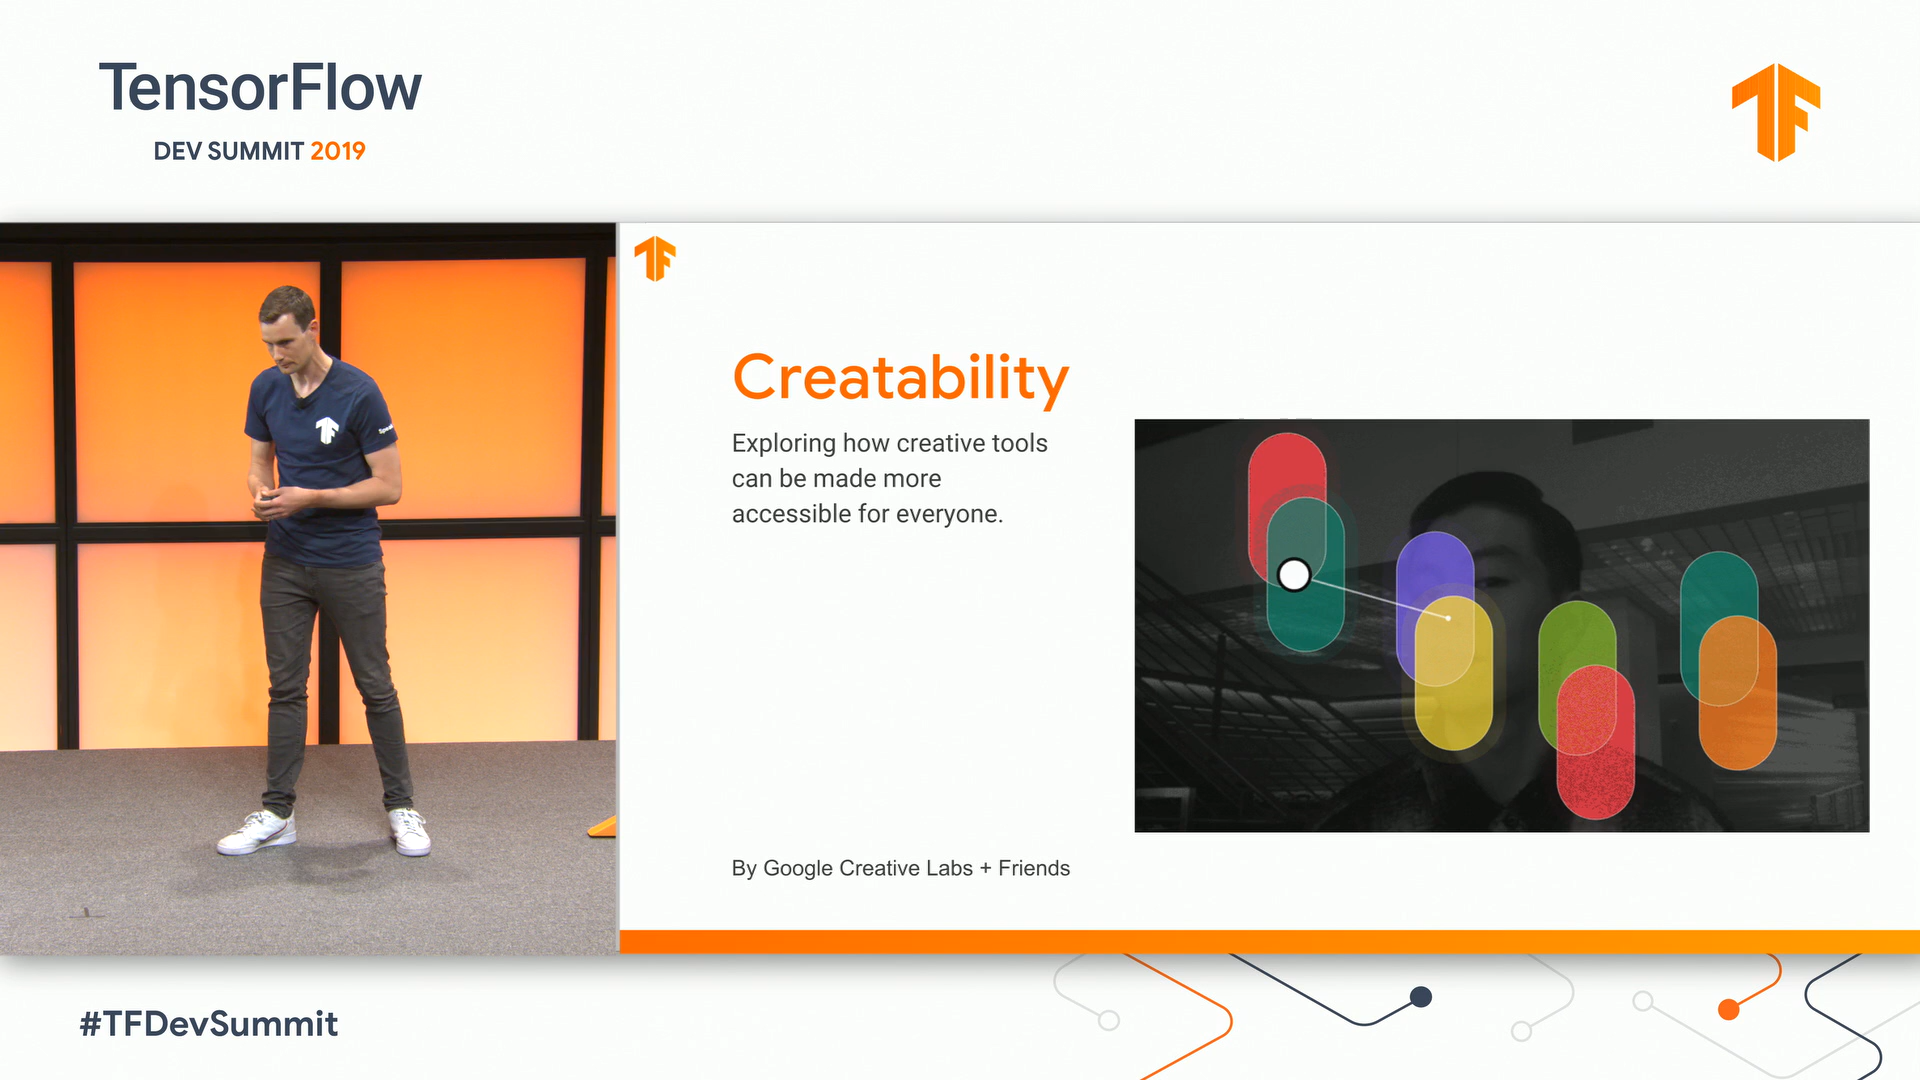 TensorFlow
DEV SUMMIT 2019
Creatability
Exploring how creative tools
can be made more
accessible for everyone.
By Google Creative Labs + Friends
#TFDevSummit